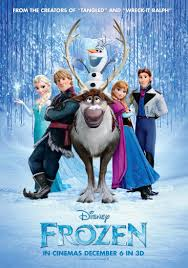 FROM THE CREATORS OF "TANGLED" AND "WRECK-IT RALPH"
Disney
FROZEN
IN CINEMAS DECEMBER 6 IN 3D